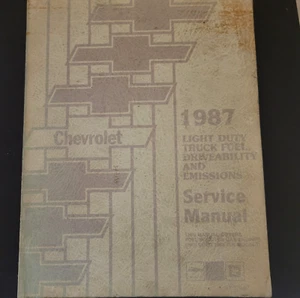 Chevrolet
1987
LIGHT DUTY
TRUCK FUEL
DRIVEABILITY
AND
EMISSIONS
Service
Manual